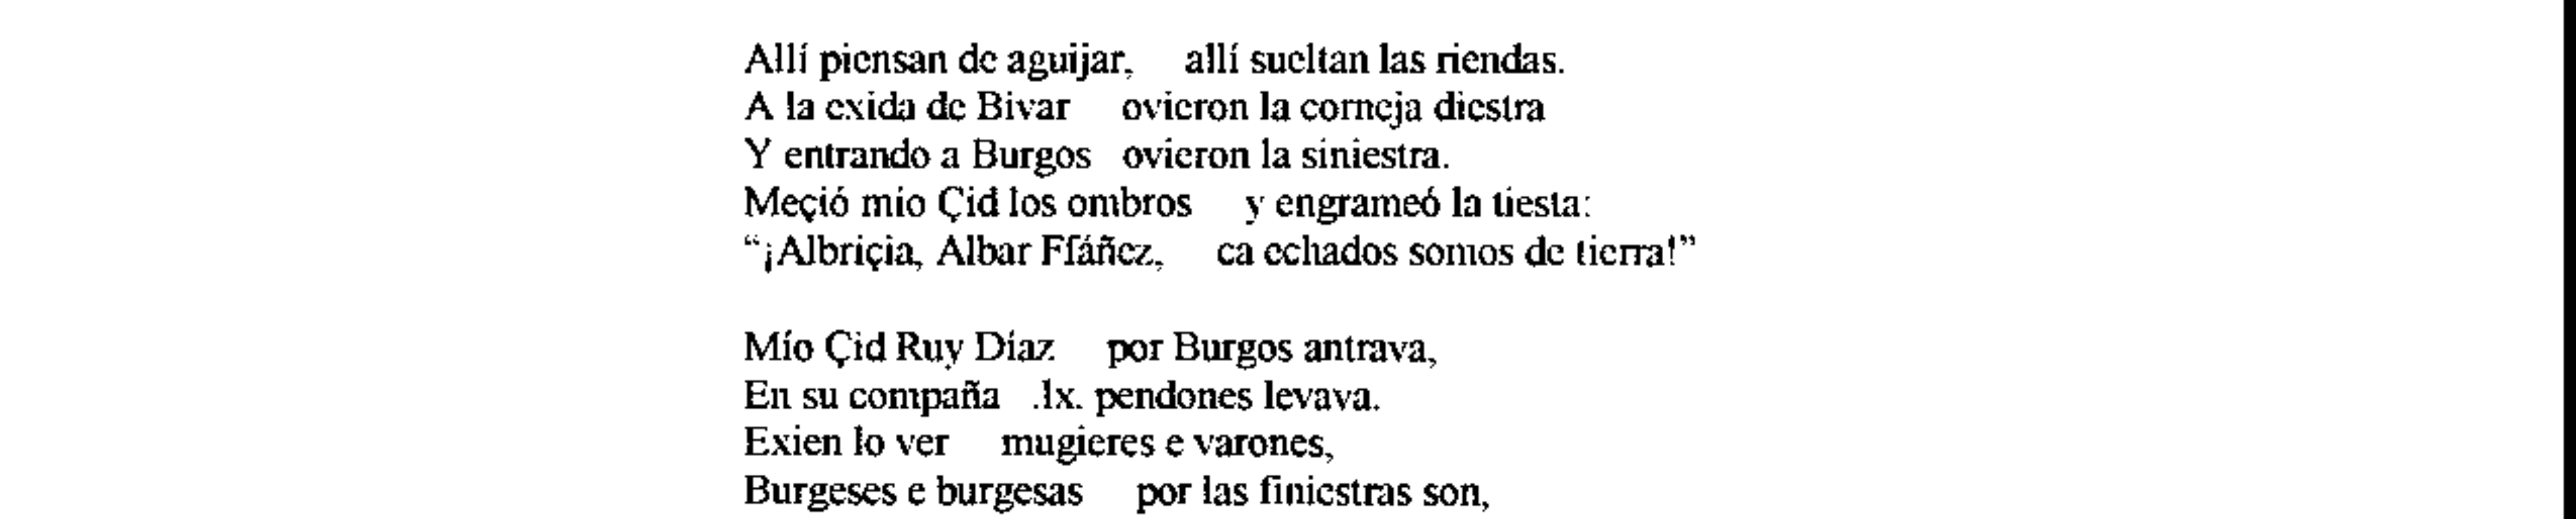 Allí piensan de aguijar, allí sueltan las riendas.
A la exida de Bivar ovieron la corneja diestra
Y entrando a Burgos ovieron la siniestra.
Meçió mio Çid los ombros y engrameó la tiesta:
“¡Albriçia, Albar Ffáñez, ca echados somos de tierra!”
Mío Çid Ruy Díaz por Burgos antrava,
En su compaña .lx. pendones levava.
Exien lo ver mugieres e varones,
Burgeses e burgesas por las finiestras son,